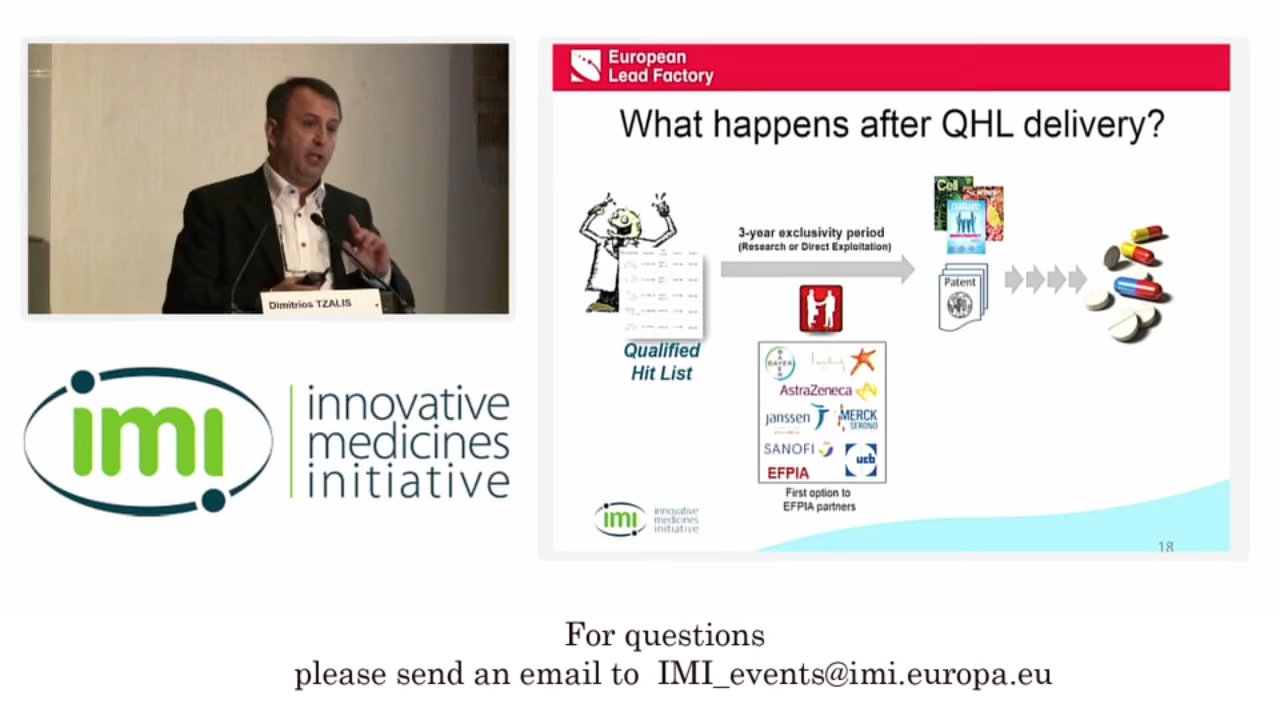 Dimitrios TZALIS
imi
innovative
medicines
initiative
European
Lead Factory
What happens after QHL delivery?
3-year exclusivity period
(Research or Direct Exploitation)
Cell
Science
nature
Patent
Qualified
Hit List
BAYER
AstraZeneca
janssen
MERCK
SERONO
SANOFI
ucb
EFPIA
First option to
EFPIA partners
imi
innovative
medicines
initiative
18
For questions
please send an email to IMI_events@imi.europa.eu